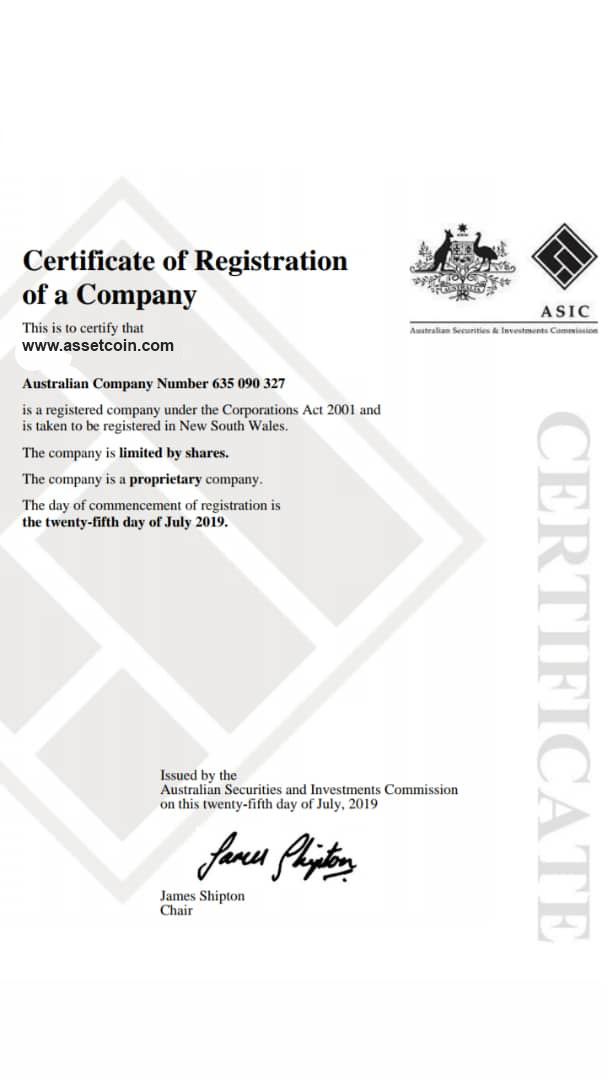 Certificate of Registration
of a Company
This is to certify that
www.assetcoin.com
Australian Company Number 635 090 327
is a registered company under the Corporations Act 2001 and
is taken to be registered in New South Wales.
The company is limited by shares.
The company is a proprietary company.
The day of commencement of registration is
the twenty-fifth day of July 2019.
ASIC
Australian Securities & Investments Commission
CERTIFICATE
Issued by the
Australian Securities and Investments Commission
on this twenty-fifth day of July, 2019
James Shipton
James Shipton
Chair